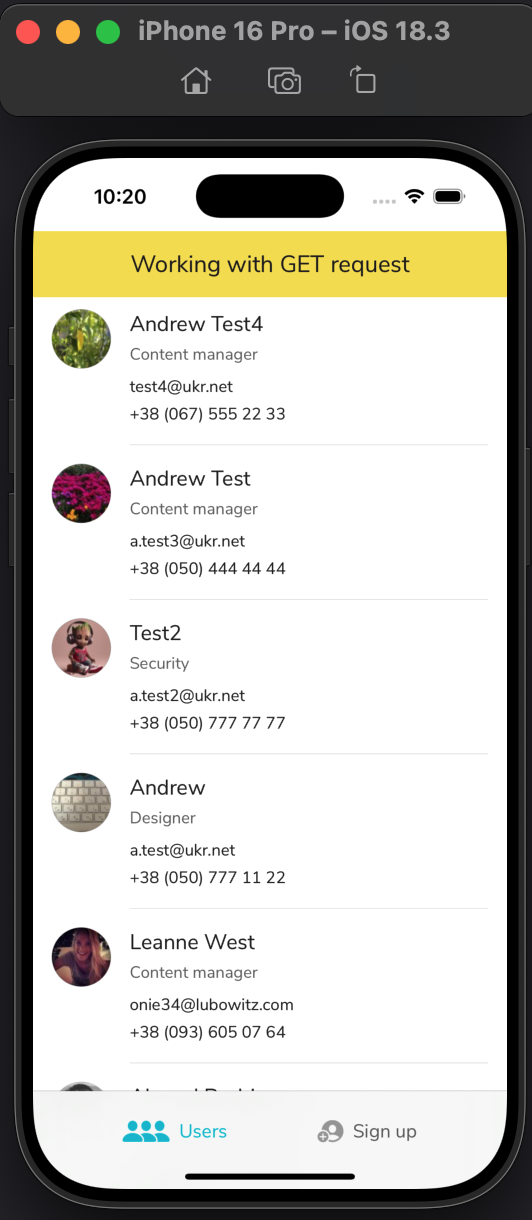 iPhone 16 Pro – iOS 18.3
10:20
Working with GET request
Andrew Test4
Content manager
test4@ukr.net
+38 (067) 555 22 33
Andrew Test
Content manager
a.test3@ukr.net
+38 (050) 444 44 44
Test2
Security
a.test2@ukr.net
+38 (050) 777 77 77
Andrew
Designer
a.test@ukr.net
+38 (050) 777 11 22
Leanne West
Content manager
onie34@lubowitz.com
+38 (093) 605 07 64
Users
Sign up